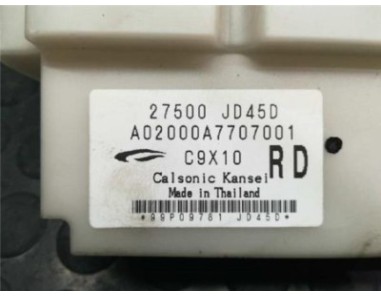 27500 JD45D
A02000A7707001
C9X10 RD
Calsonic Kansei
Made in Thailand
*99P09781 JD45D*